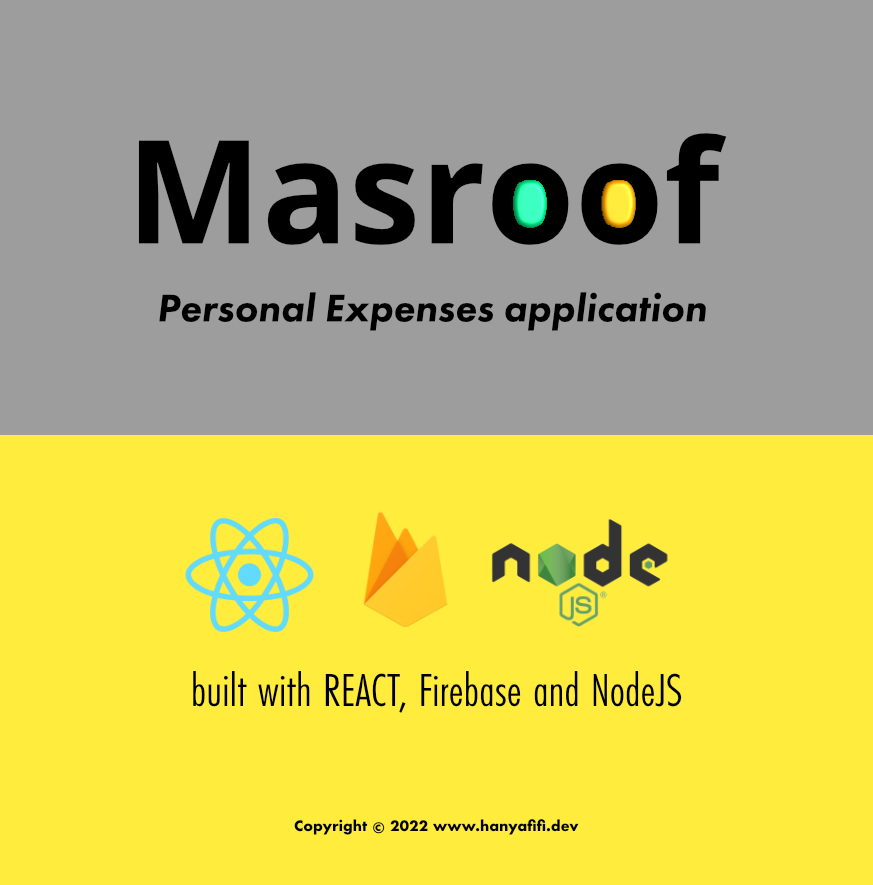 Masroof
Personal Expenses application
node
JS®
built with REACT, Firebase and NodeJS
Copyright © 2022 www.hanyafifi.dev